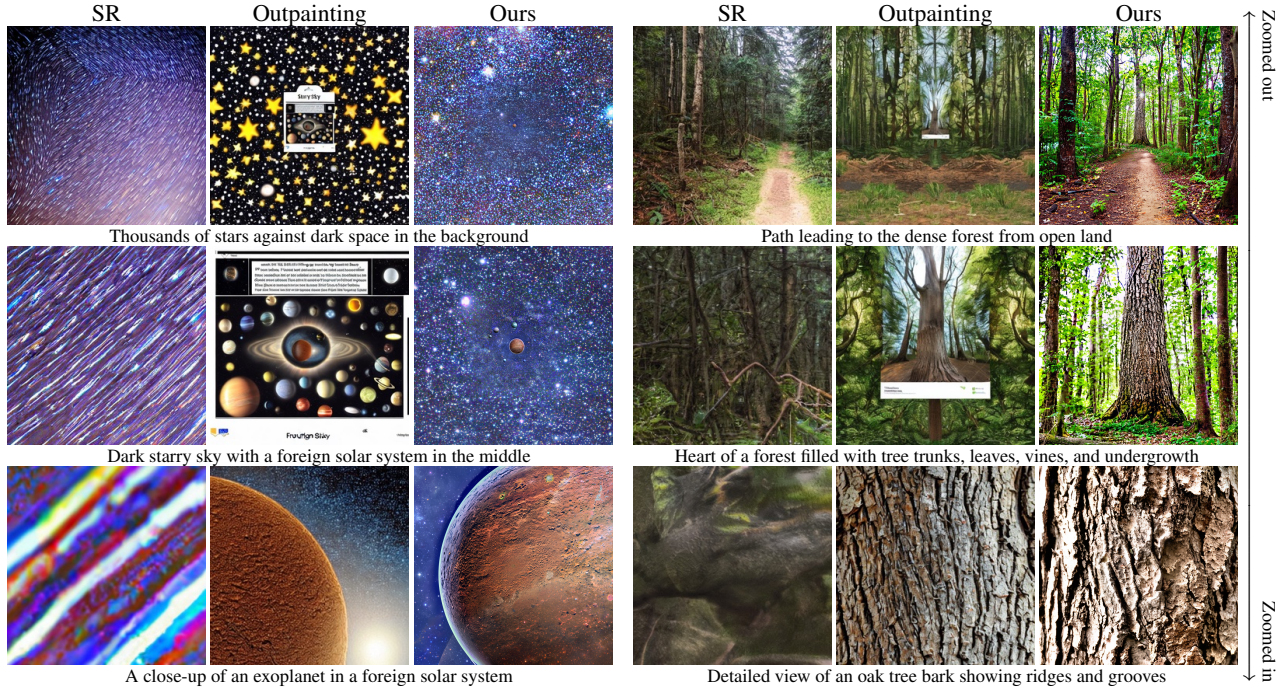 SR Outpainting Ours SR Outpainting Ours
Zoomed out
Thousands of stars against dark space in the background Path leading to the dense forest from open land
Dark starry sky with a foreign solar system in the middle Heart of a forest filled with tree trunks, leaves, vines, and undergrowth
A close-up of an exoplanet in a foreign solar system Detailed view of an oak tree bark showing ridges and grooves
Zoomed in